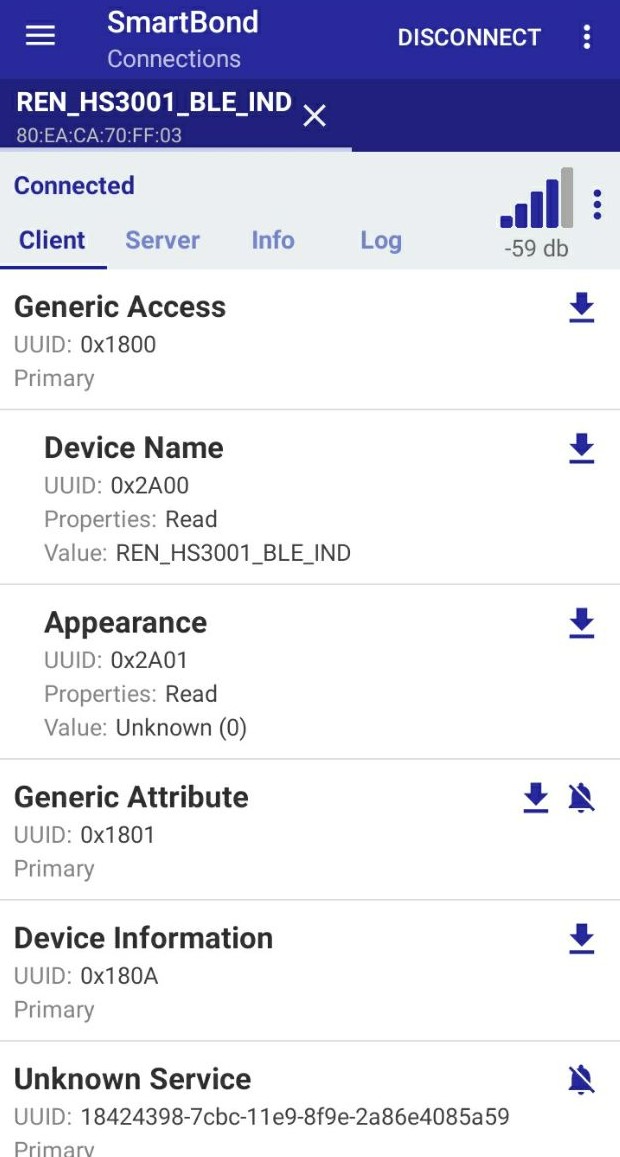 SmartBond
Connections
DISCONNECT
REN_HS3001_BLE_IND
80:EA:CA:70:FF:03
Connected
Client Server Info Log
-59 db
Generic Access
UUID: 0x1800
Primary
Device Name
UUID: 0x2A00
Properties: Read
Value: REN_HS3001_BLE_IND
Appearance
UUID: 0x2A01
Properties: Read
Value: Unknown (0)
Generic Attribute
UUID: 0x1801
Primary
Device Information
UUID: 0x180A
Primary
Unknown Service
UUID: 18424398-7cbc-11e9-8f9e-2a86e4085a59
Primary